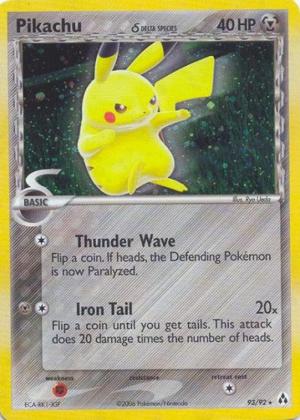 Pikachu δ DELTA SPECIES 40 HP
Illus. Ryo Ueda
BASIC
Thunder Wave
Flip a coin. If heads, the Defending Pokémon
is now Paralyzed.
Iron Tail 20x
Flip a coin until you get tails. This attack
does 20 damage times the number of
heads.
weakness resistance retreat cost
©2006 Pokémon/Nintendo 93/92 ★